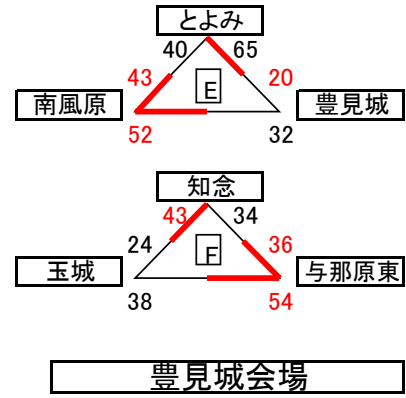 とよみ
40 65
43 20
南風原 E 豊見城
52 32
知念
43 34
24 36
玉城 F 与那原東
38 54
豊見城会場